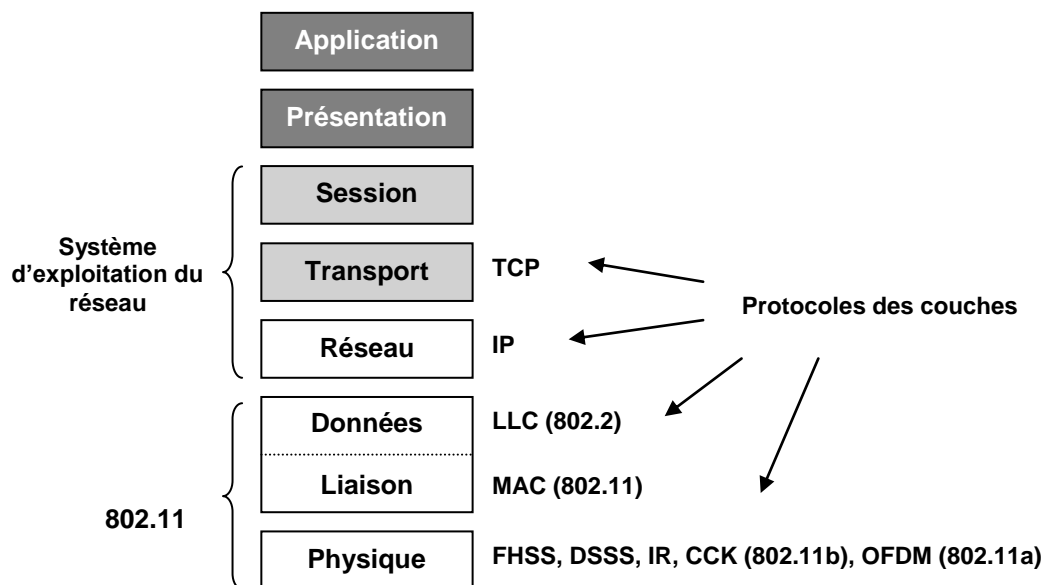 Application
Présentation
Session
Système
d'exploitation du
réseau
Transport
TCP
Protocoles des couches
Réseau
IP
Données
LLC (802.2)
Liaison
MAC (802.11)
802.11
Physique
FHSS, DSSS, IR, CCK (802.11b), OFDM (802.11a)